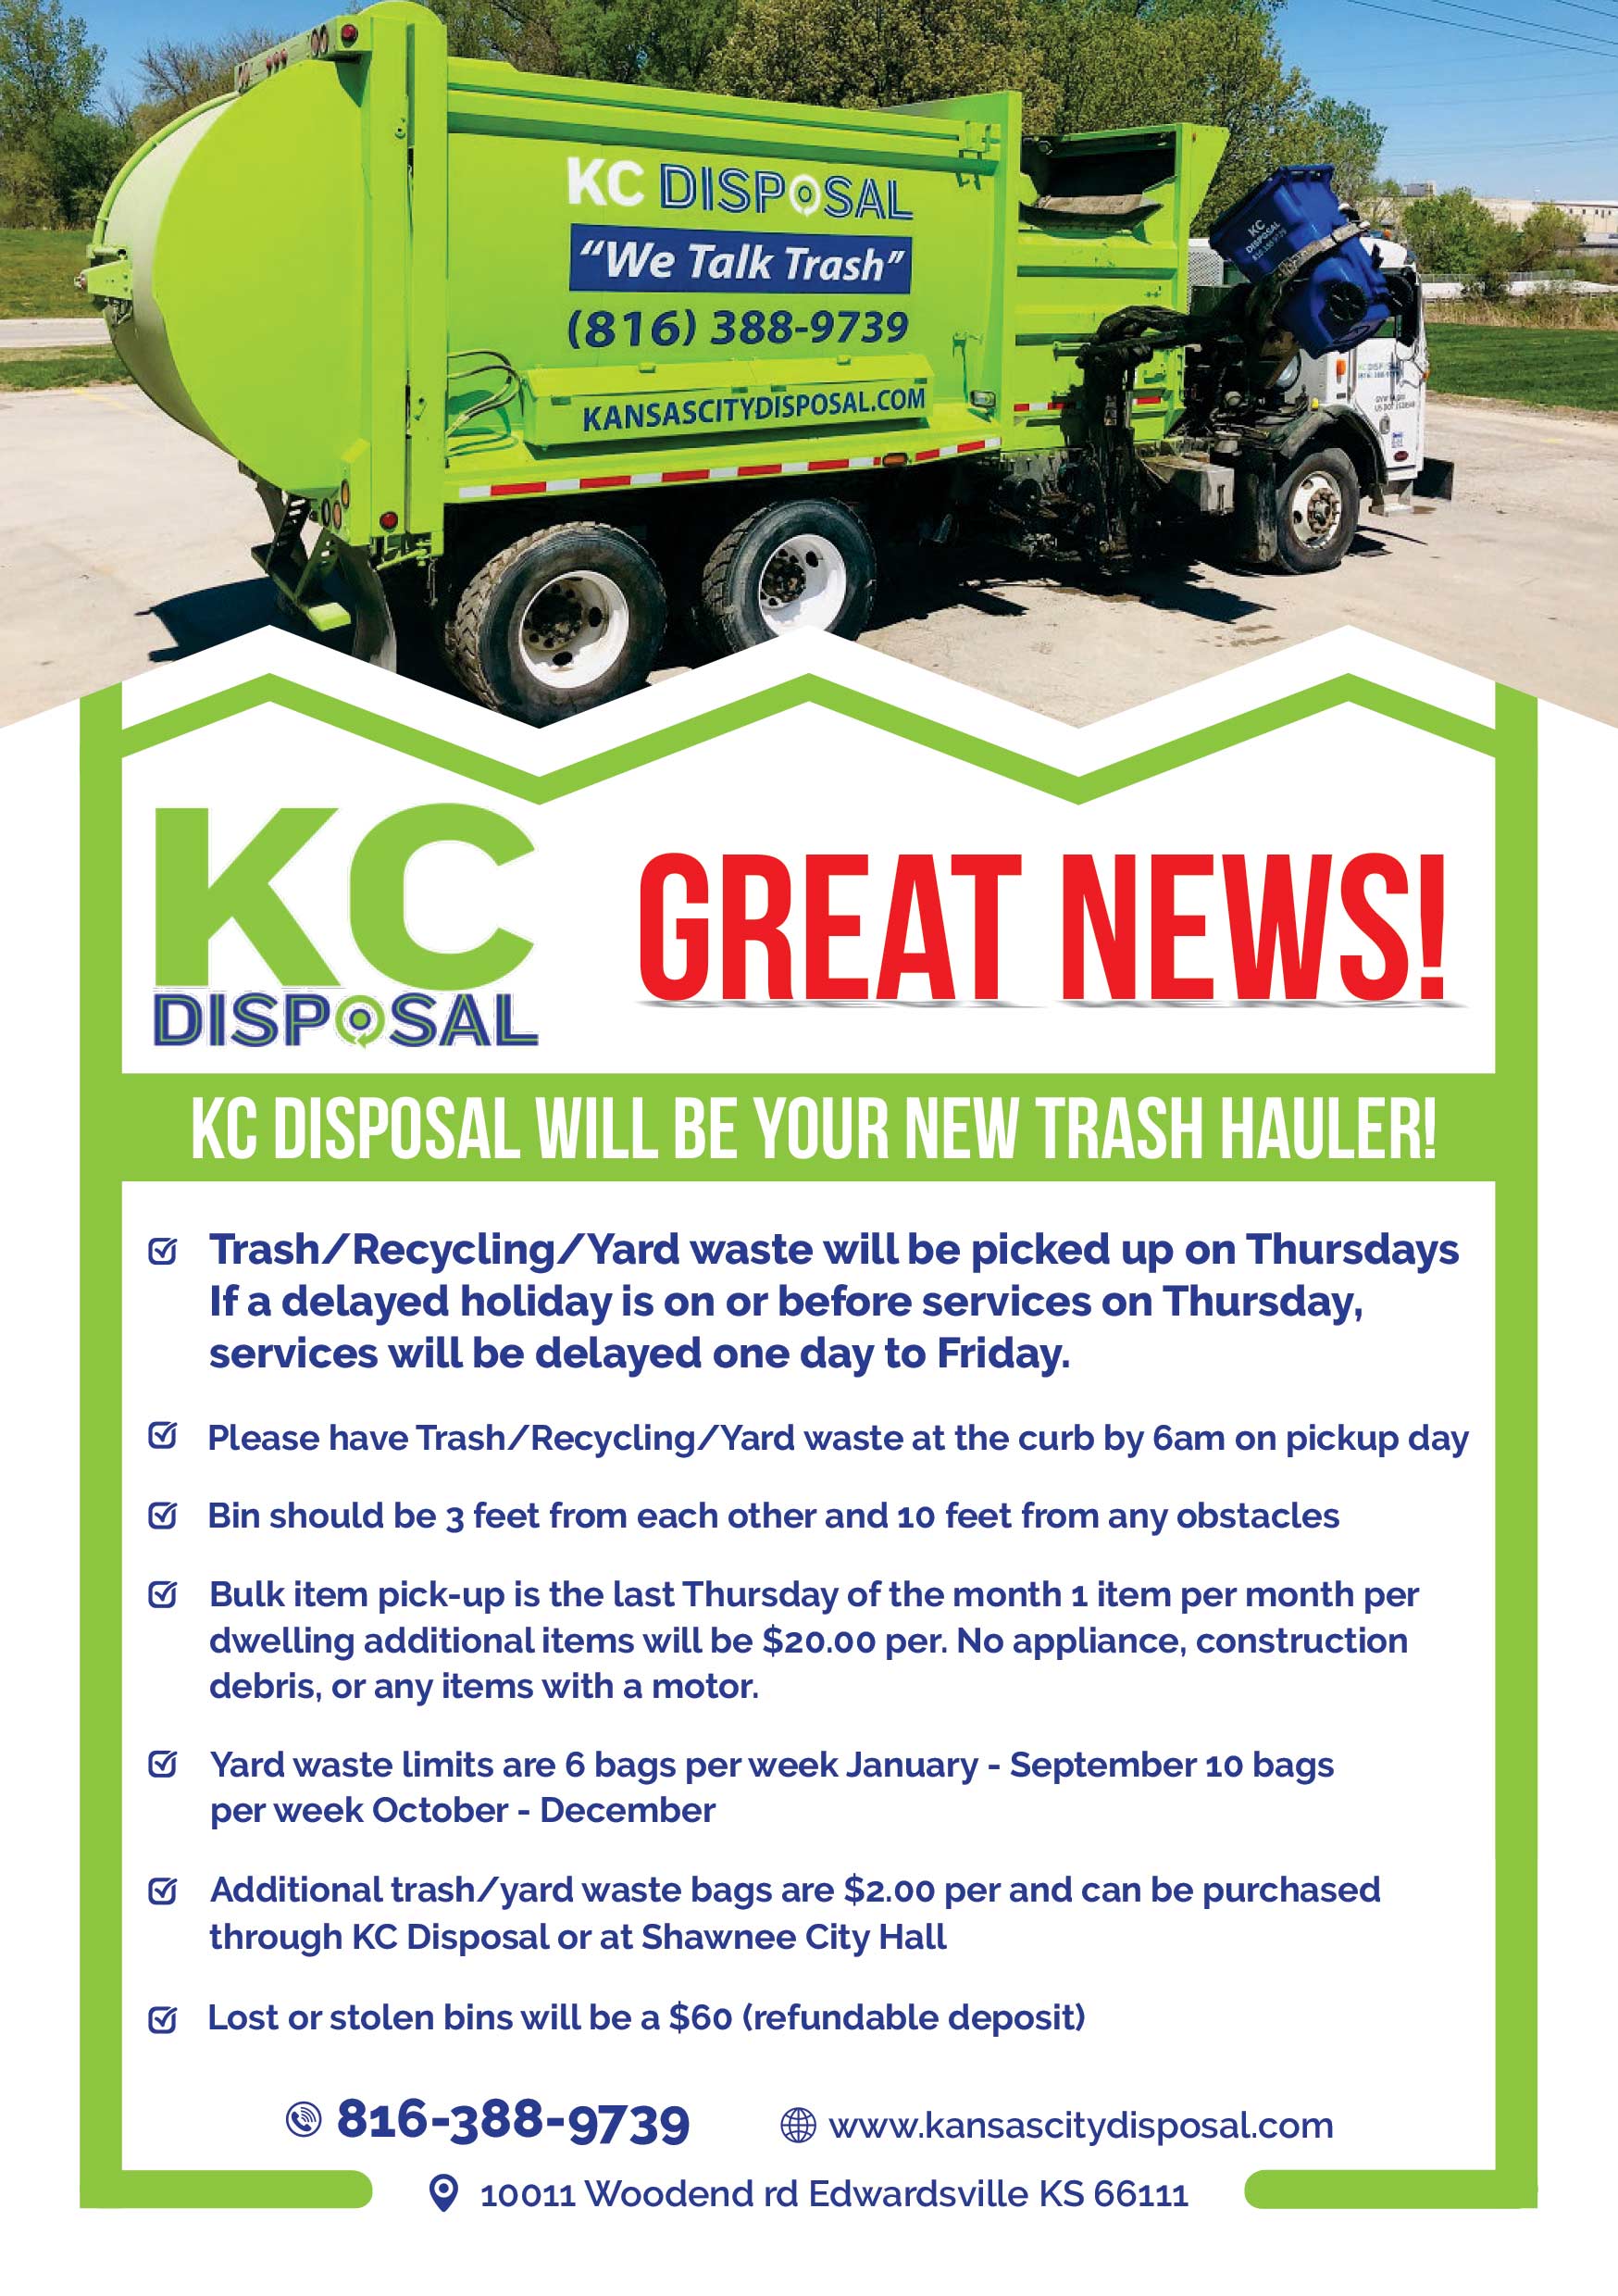 KC DISPOSAL
"We Talk Trash"
(816) 388-9739
KANSASCITYDISPOSAL.COM
KC
DISPOSAL
KC
DISPOSAL
GREAT NEWS!
KC DISPOSAL WILL BE YOUR NEW TRASH HAULER!
Trash/Recycling/Yard waste will be picked up on Thursdays
If a delayed holiday is on or before services on Thursday,
services will be delayed one day to Friday.
Please have Trash/Recycling/Yard waste at the curb by 6am on pickup day
Bin should be 3 feet from each other and 10 feet from any obstacles
Bulk item pick-up is the last Thursday of the month 1 item per month per
dwelling additional items will be $20.00 per. No appliance, construction
debris, or any items with a motor.
Yard waste limits are 6 bags per week January - September 10 bags
per week October - December
Additional trash/yard waste bags are $2.00 per and can be purchased
through KC Disposal or at Shawnee City Hall
Lost or stolen bins will be a $60 (refundable deposit)
816-388-9739
www.kansascitydisposal.com
10011 Woodend rd Edwardsville KS 66111